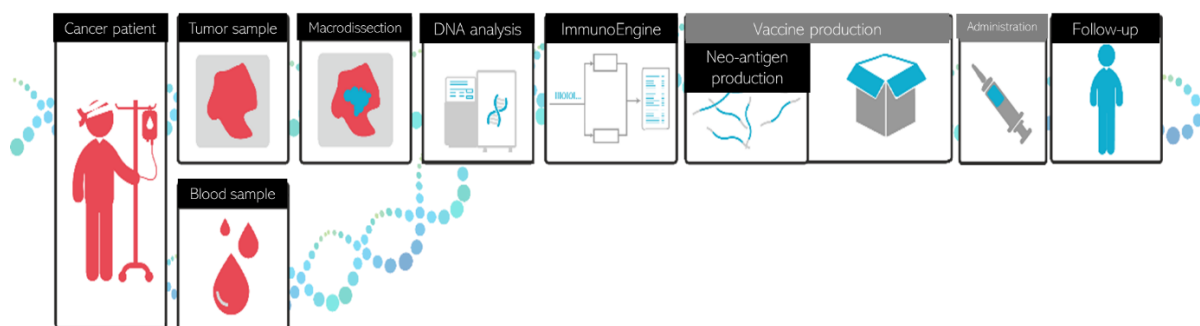 Cancer patient
Tumor sample
Macrodissection
DNA analysis
ImmunoEngine
Vaccine production
Neo-antigen
production
Administration
Follow-up
Blood sample